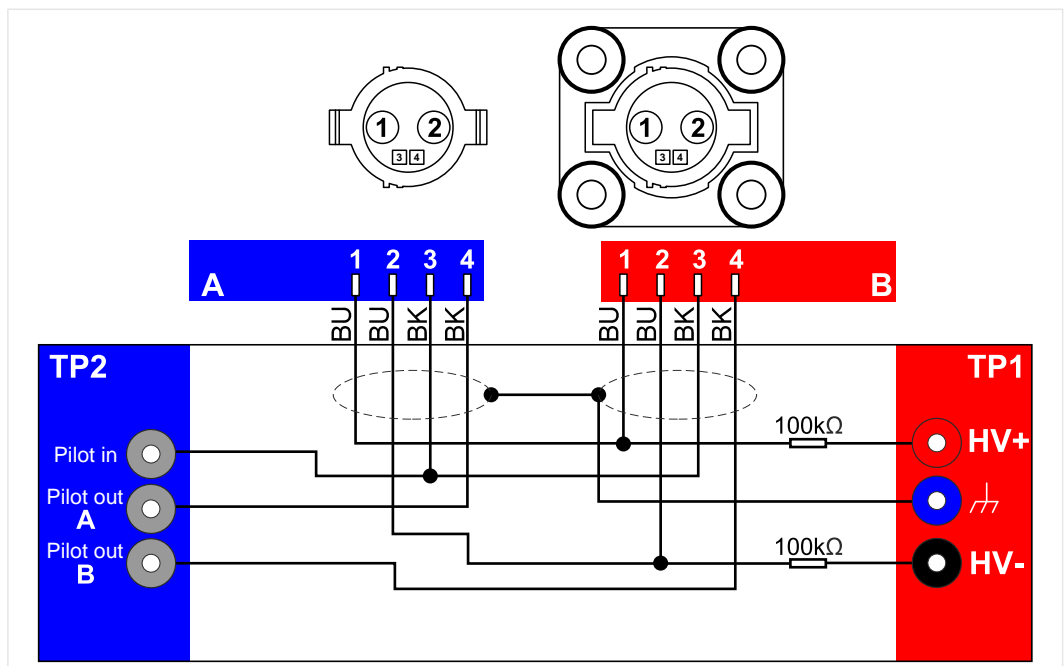 1 2
3 4
1 2
3 4
1 2 3 4
A
1 2 3 4
B
BU BU BK BK
BU BU BK BK
TP2
TP1
Pilot in
Pilot out
A
Pilot out
B
100kΩ
HV+
100kΩ
HV-